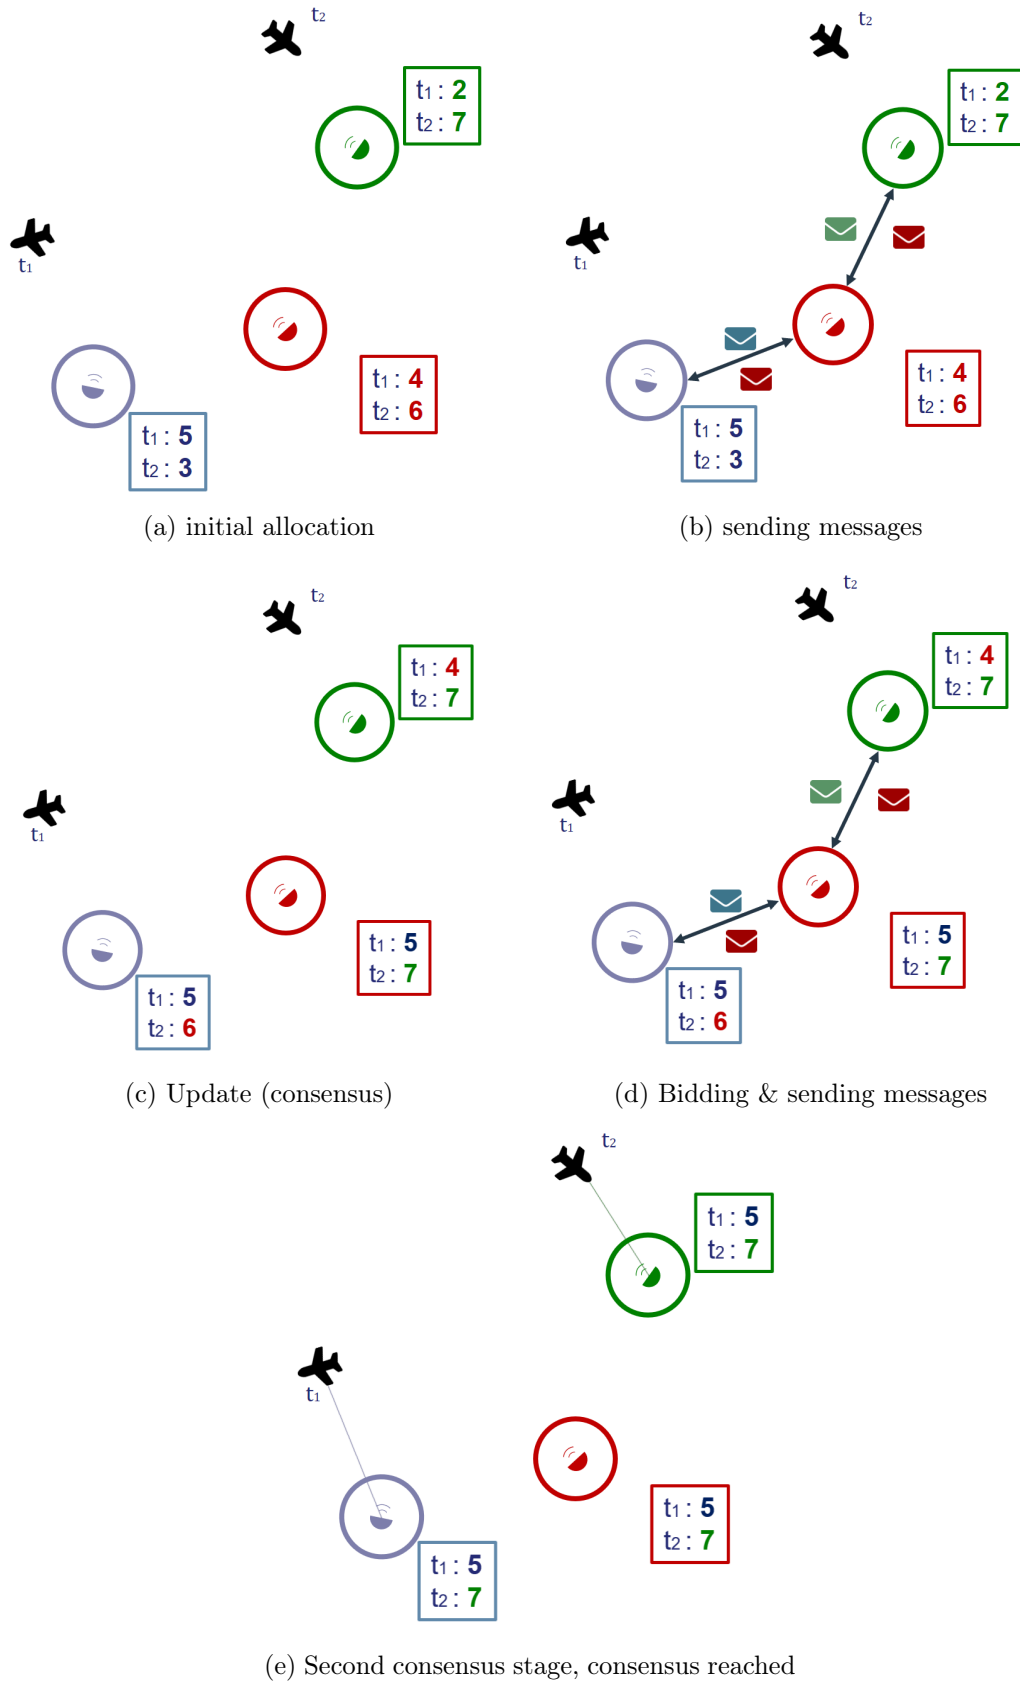 t2
t1 : 2
t2 : 7
t1
t1 : 4
t2 : 6
t1 : 5
t2 : 3
(a) initial allocation
t2
t1 : 2
t2 : 7
t1
t1 : 4
t2 : 6
t1 : 5
t2 : 3
(b) sending messages
t2
t1 : 4
t2 : 7
t1
t1 : 5
t2 : 7
t1 : 5
t2 : 6
(c) Update (consensus)
t2
t1 : 4
t2 : 7
t1
t1 : 5
t2 : 7
t1 : 5
t2 : 6
(d) Bidding & sending messages
t2
t1 : 5
t2 : 7
t1
t1 : 5
t2 : 7
t1 : 5
t2 : 7
(e) Second consensus stage, consensus reached